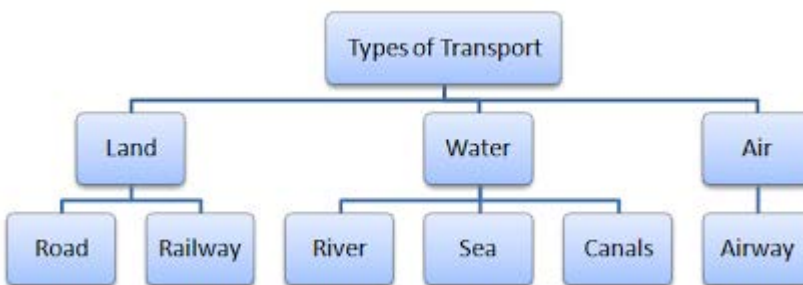 Types of Transport
Land
Water
Air
Road
Railway
River
Sea
Canals
Airway